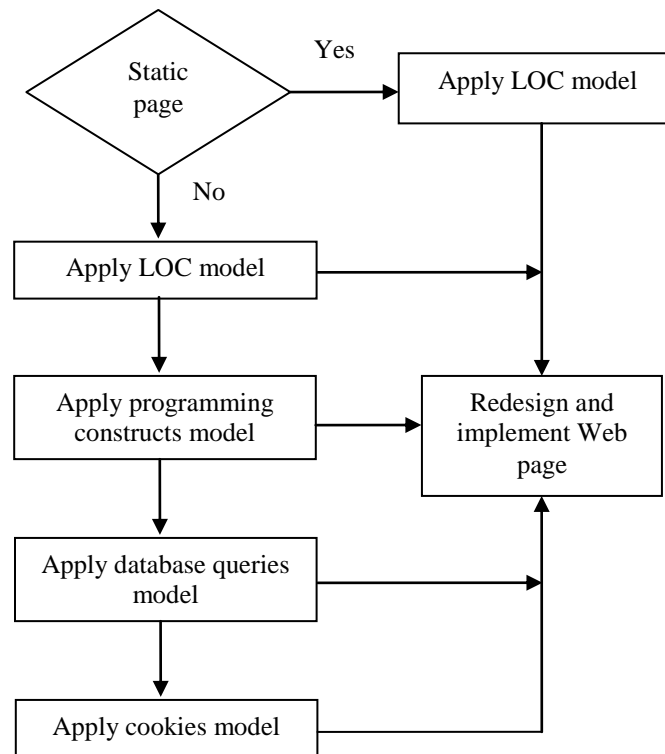 Static
page
Yes
Apply LOC model
No
Apply LOC model
Apply programming
constructs model
Redesign and
implement Web
page
Apply database queries
model
Apply cookies model